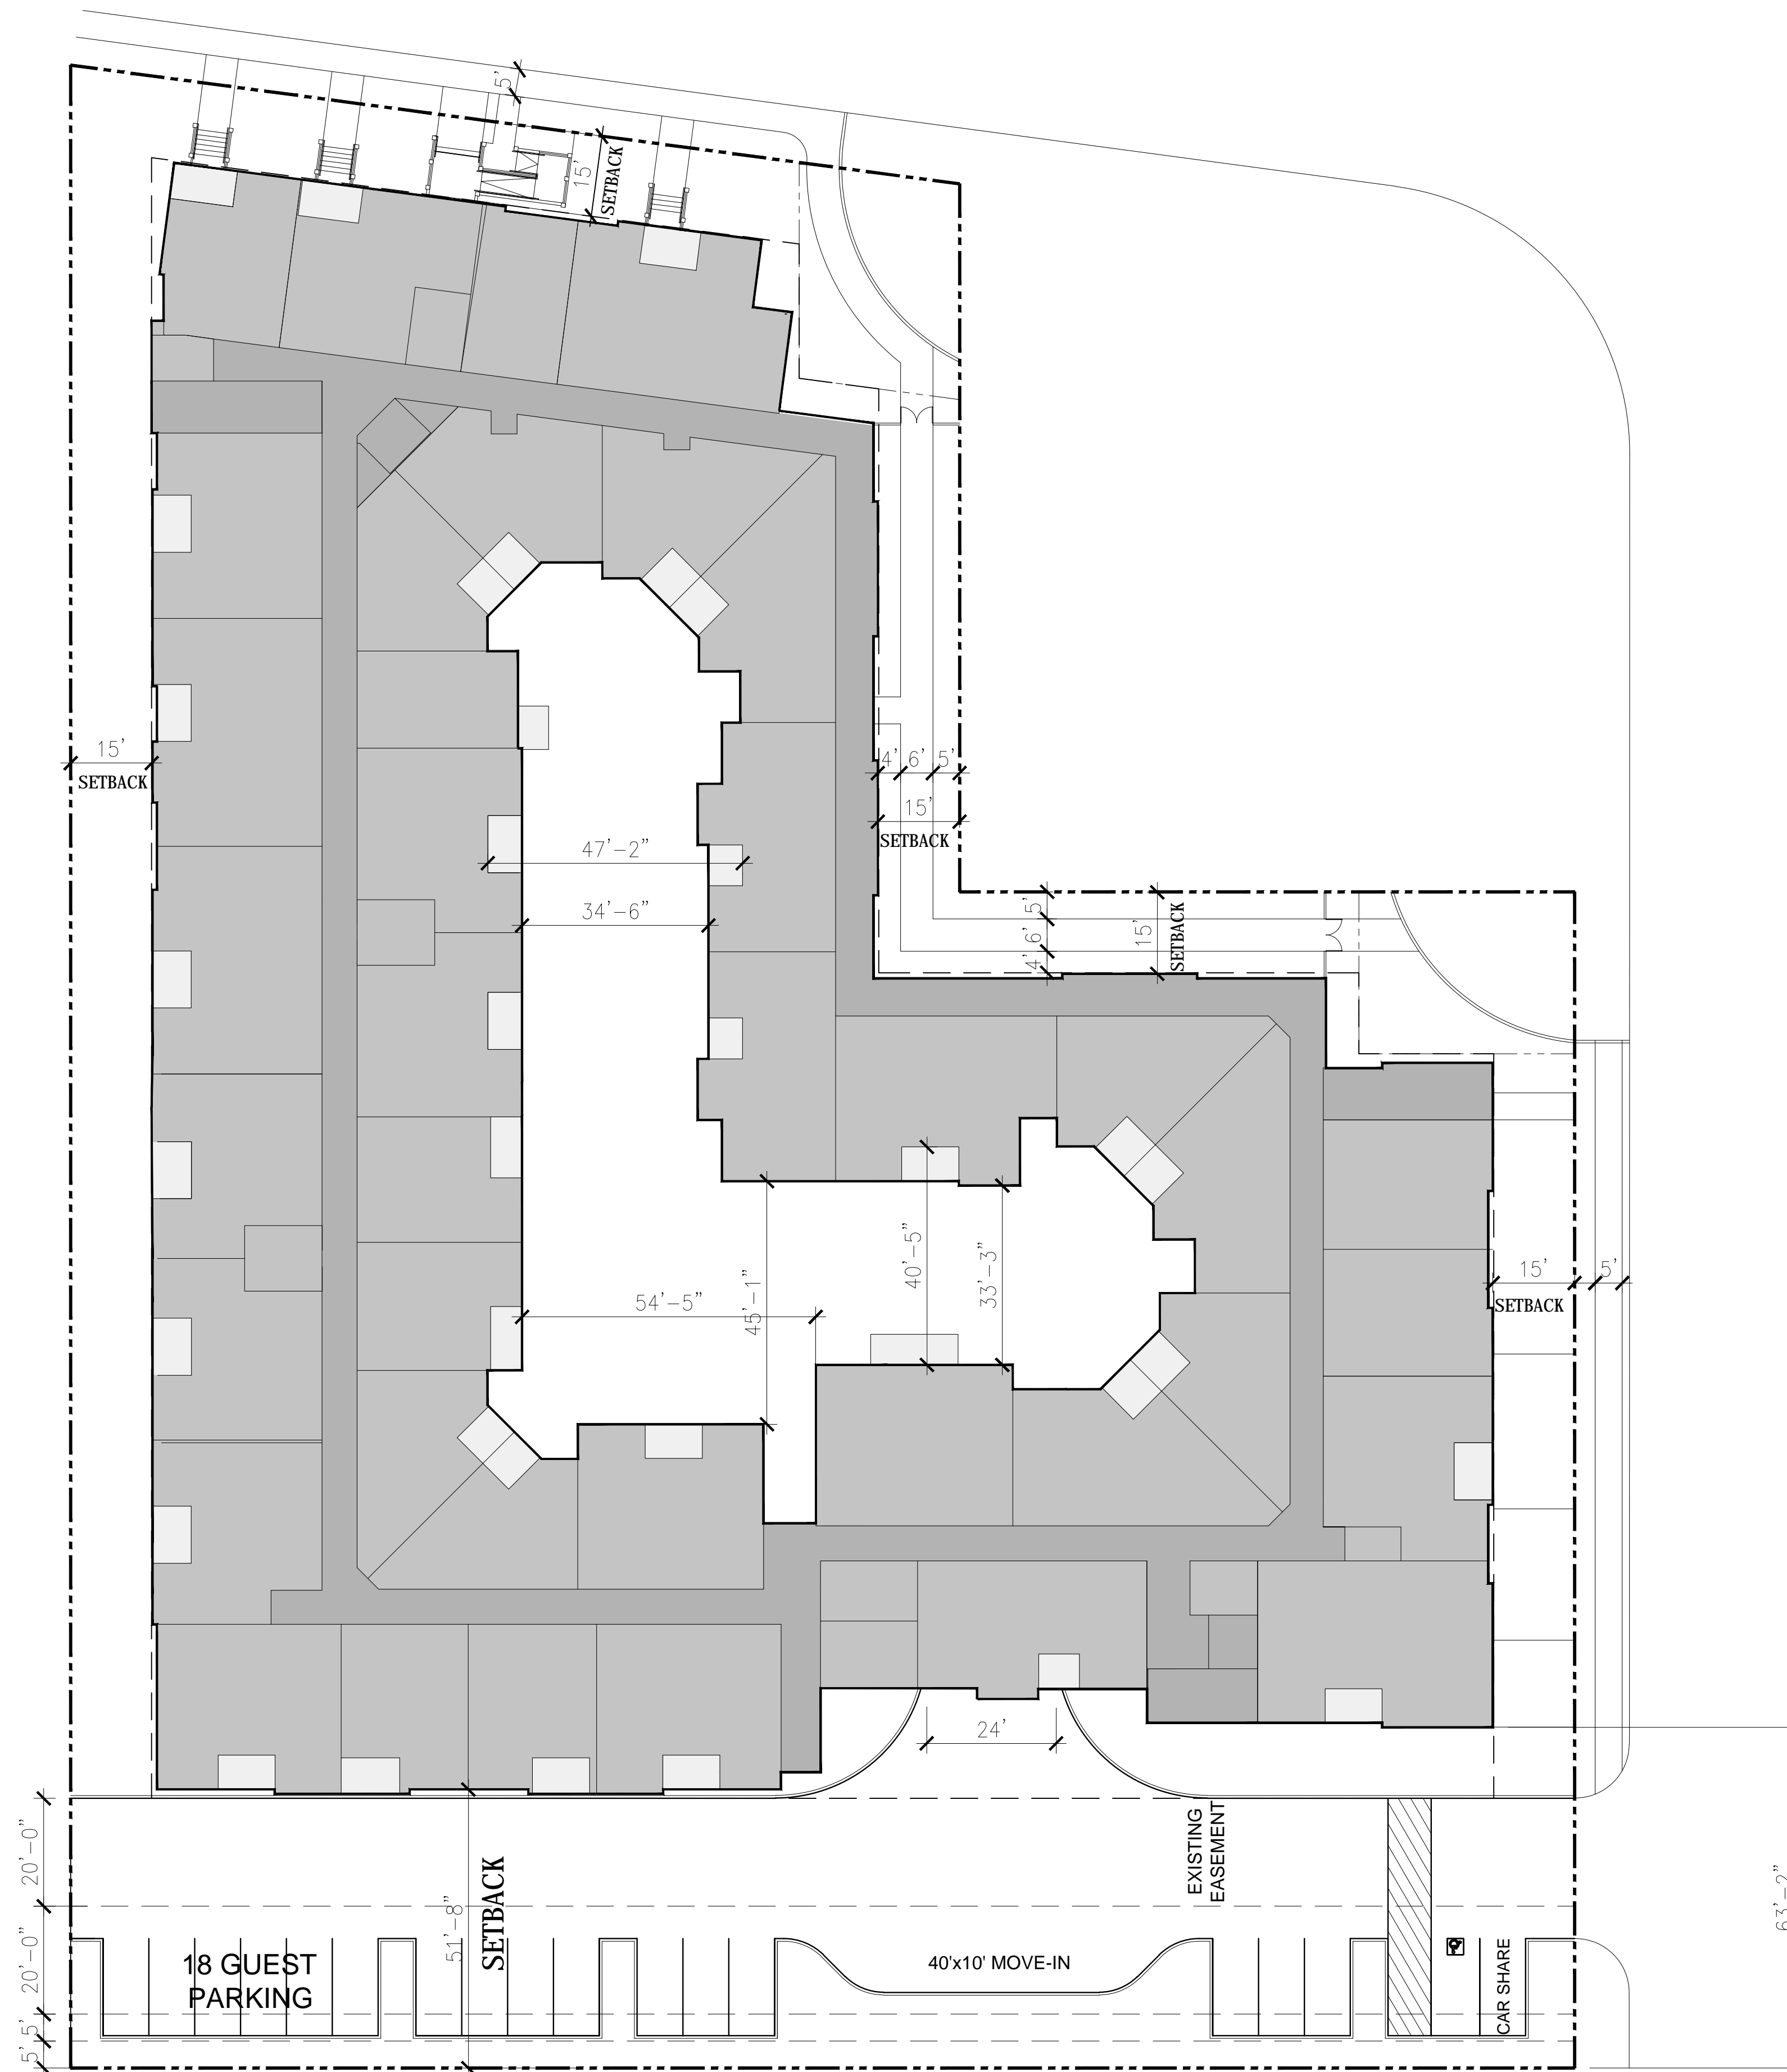 5'
15'
SETBACK
15'
SETBACK
4' 6' 5'
15'
SETBACK
47'-2"
34'-6"
4' 6' 5'
15'
SETBACK
40'-5"
33'-3"
45'-1"
54'-5"
15' 5'
SETBACK
24'
20'-0"
20'-0"
5' 5'
51'-8"
SETBACK
EXISTING
EASEMENT
63'-2"
18 GUEST
PARKING
40'x10' MOVE-IN
CAR SHARE